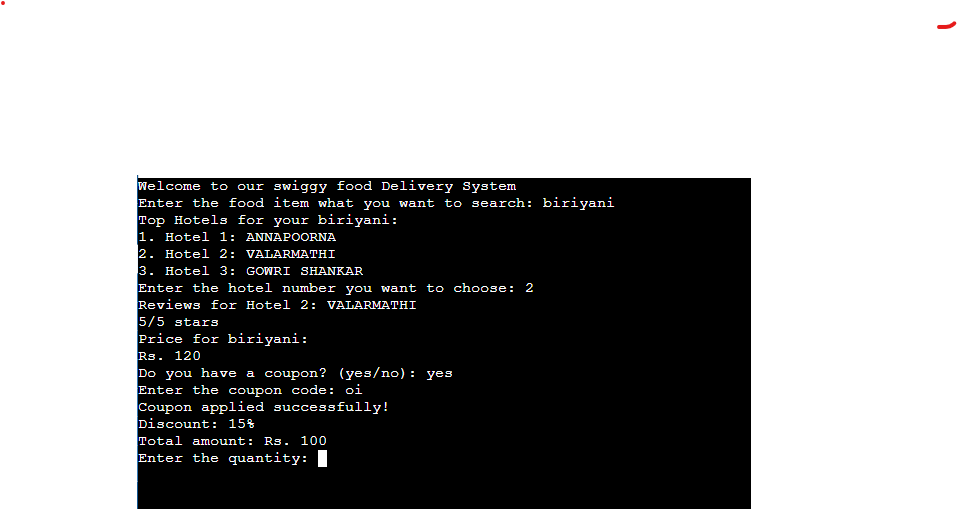 Welcome to our swiggy food Delivery System
Enter the food item what you want to search: biriyani
Top Hotels for your biriyani:
1. Hotel 1: ANNAPOORNA
2. Hotel 2: VALARMATHI
3. Hotel 3: GOWRI SHANKAR
Enter the hotel number you want to choose: 2
Reviews for Hotel 2: VALARMATHI
5/5 stars
Price for biriyani:
Rs. 120
Do you have a coupon? (yes/no): yes
Enter the coupon code: oi
Coupon applied successfully!
Discount: 15%
Total amount: Rs. 100
Enter the quantity: